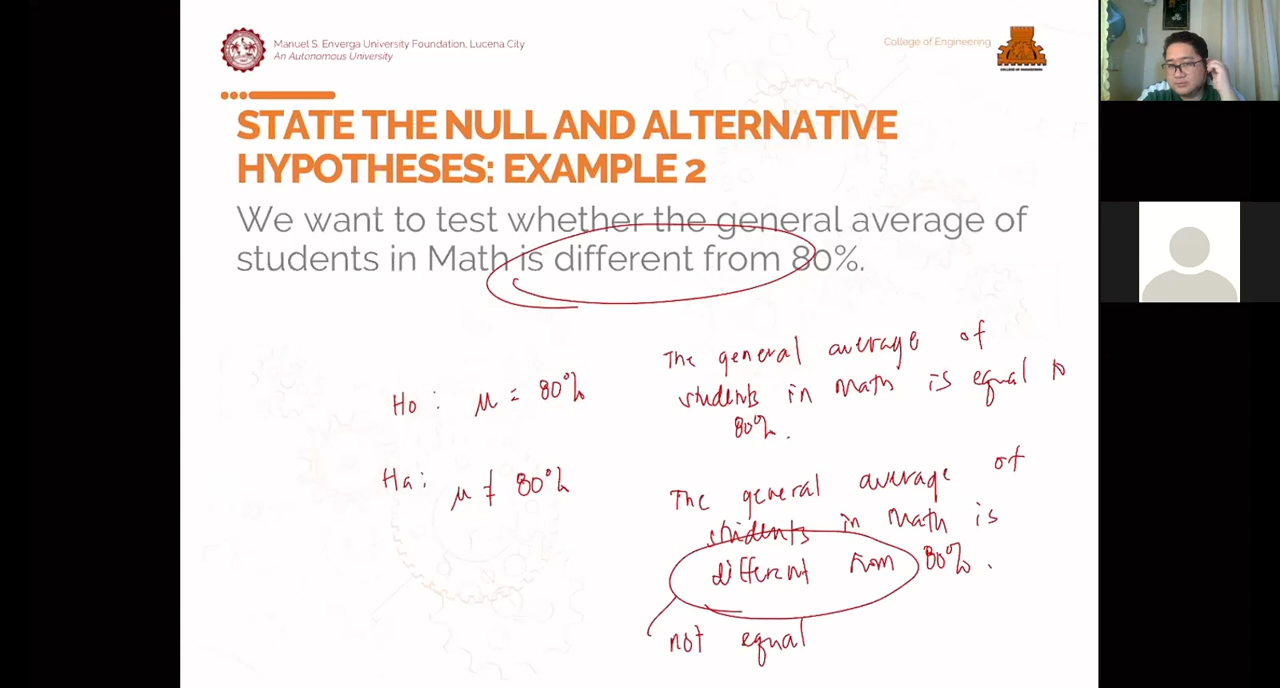 Manuel S. Enverga University Foundation, Lucena City
An Autonomous University
College of Engineering
COLLEGE OF ENGINEERING
STATE THE NULL AND ALTERNATIVE
HYPOTHESES: EXAMPLE 2
We want to test whether the general average of
students in Math is different from 80%.
Ho: μ = 80%
The general average of
students in Math is equal to
80%.
Ha: μ ≠ 80%
The general average of
students in Math is
different from 80%.
not equal